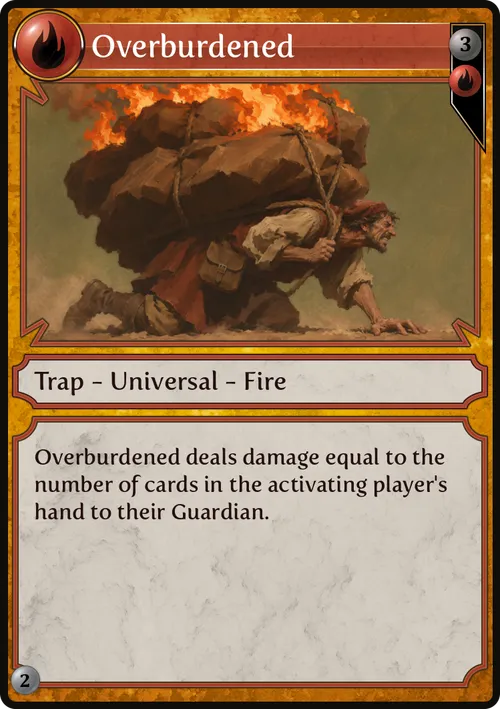 Overburdened
3
Trap - Universal - Fire
Overburdened deals damage equal to the
number of cards in the activating player's
hand to their Guardian.
2